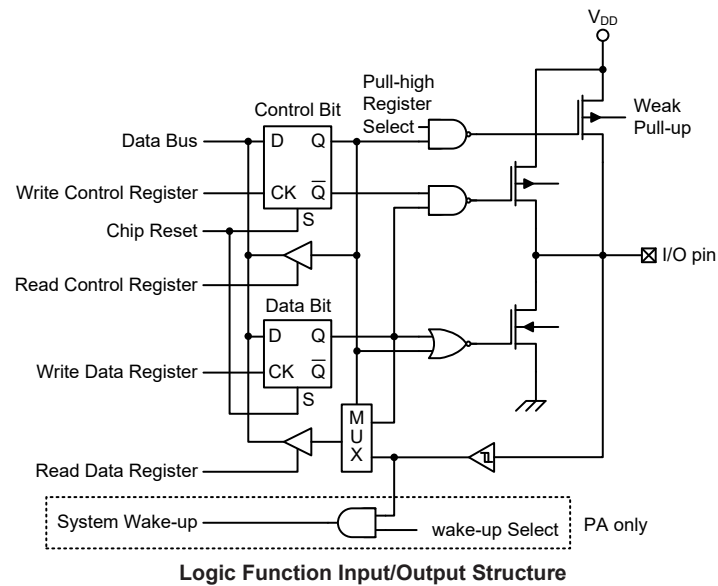 V_DD
Pull-high
Register
Select
Weak
Pull-up
Control Bit
Data Bus
D
Q
Write Control Register
CK
Q̅
Chip Reset
S
I/O pin
Read Control Register
Data Bit
D
Q
Write Data Register
CK
Q̅
S
M
U
X
Read Data Register
System Wake-up
wake-up Select
PA only
Logic Function Input/Output Structure